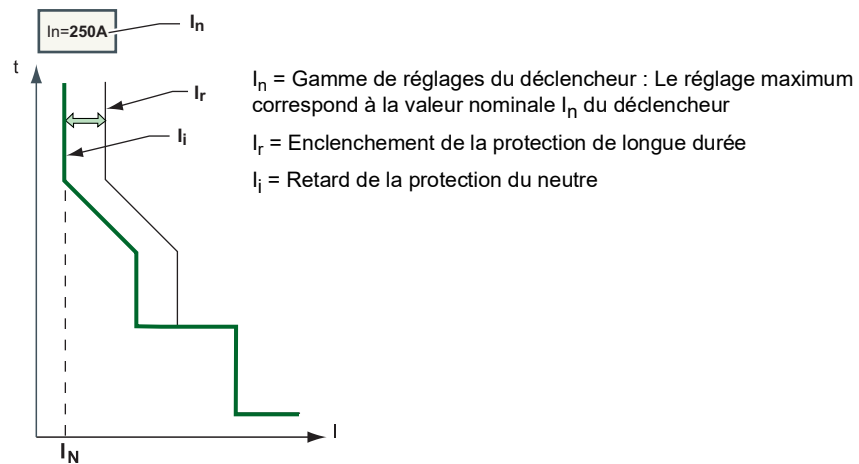 In=250A
In
t
Ir
Ii
In = Gamme de réglages du déclencheur : Le réglage maximum
correspond à la valeur nominale In du déclencheur
Ir = Enclenchement de la protection de longue durée
Ii = Retard de la protection du neutre
I
IN